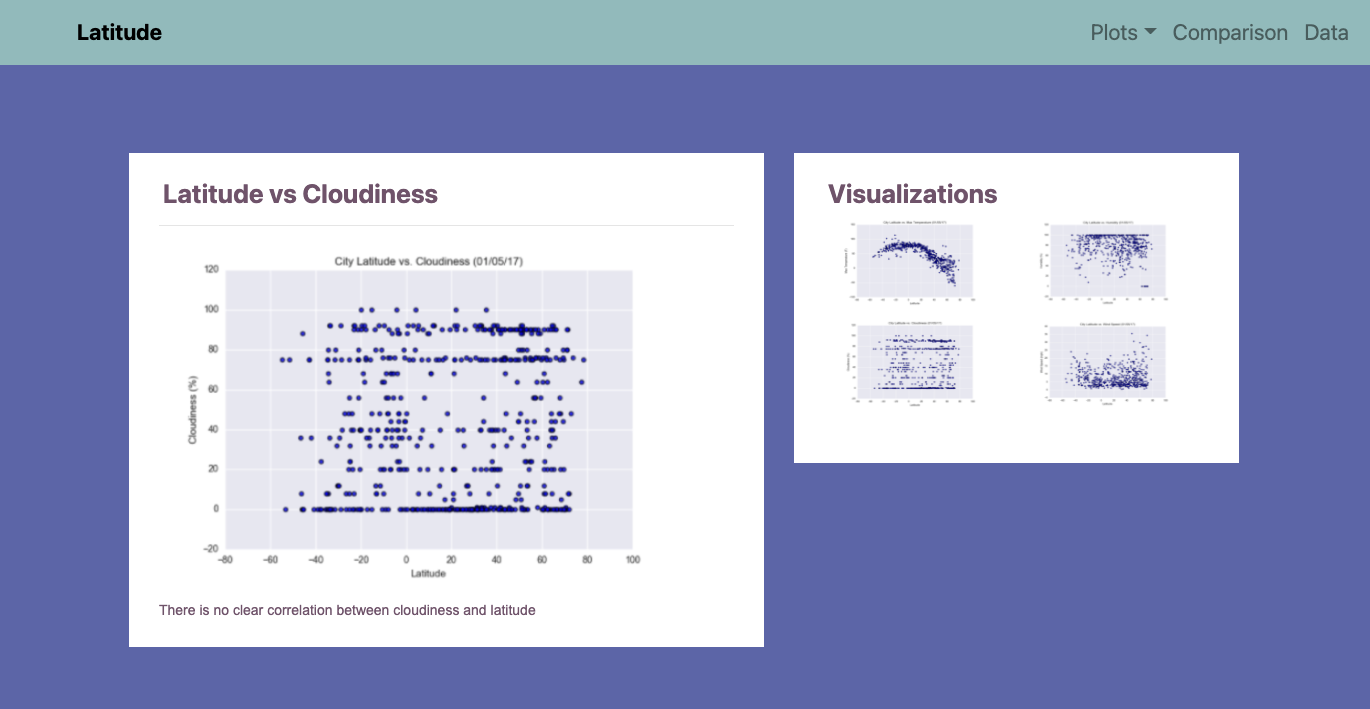 Latitude
Plots Comparison Data
Latitude vs Cloudiness
City Latitude vs. Cloudiness (01/05/17)
120
100
80
60
40
20
0
−20
Cloudiness (%)
−80 −60 −40 −20 0 20 40 60 80 100
Latitude
There is no clear correlation between cloudiness and latitude
Visualizations